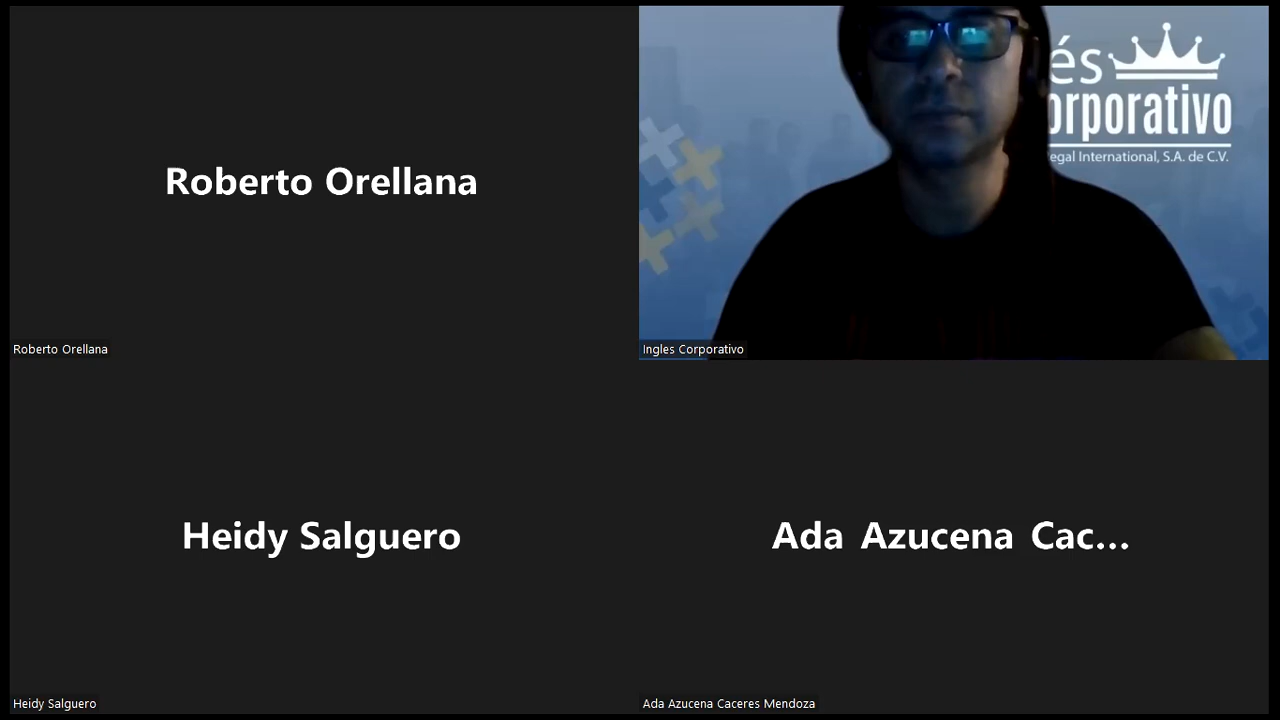 Roberto Orellana
Roberto Orellana
és
orporativo
egal International, S.A. de C.V.
Ingles Corporativo
Heidy Salguero
Heidy Salguero
Ada Azucena Cac...
Ada Azucena Caceres Mendoza